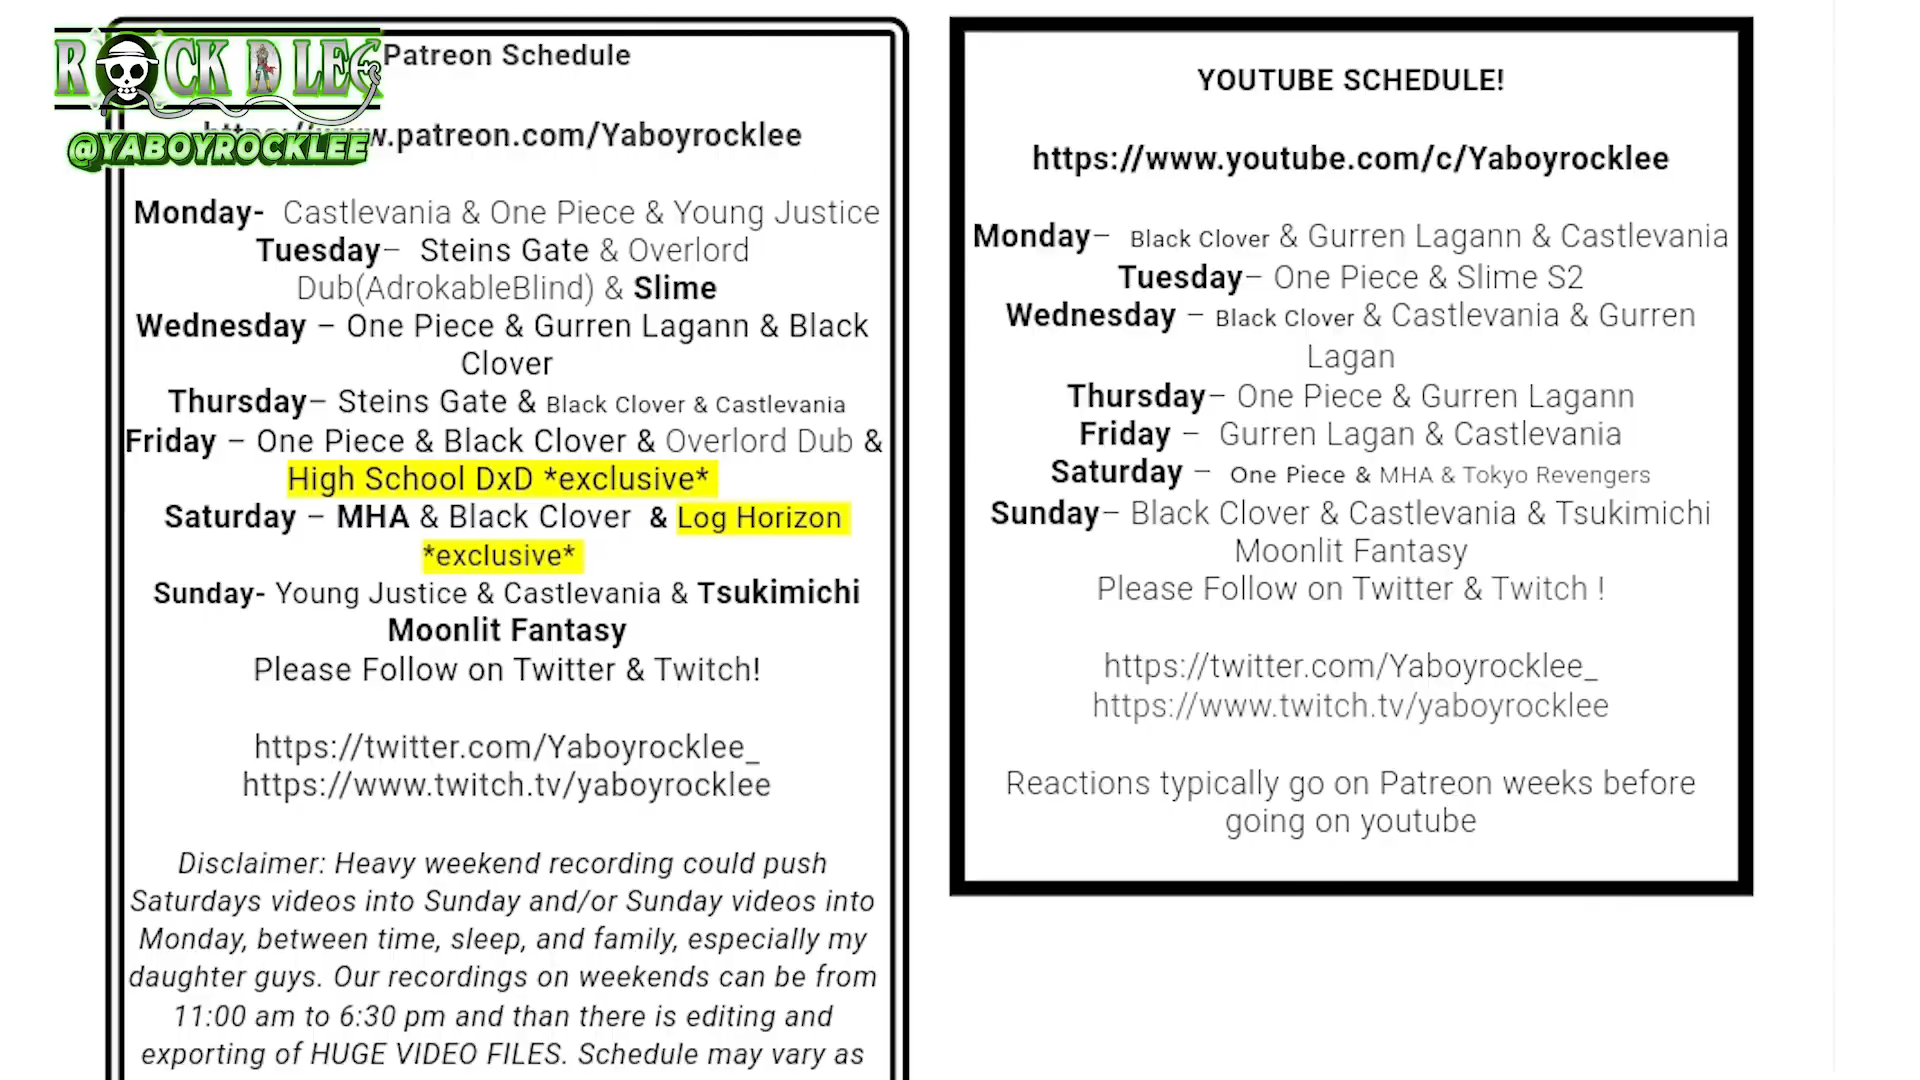 ROCK D LEE
@YABOYROCKLEE
Patreon Schedule
https://www.patreon.com/Yaboyrocklee
Monday- Castlevania & One Piece & Young Justice
Tuesday– Steins Gate & Overlord
Dub(AdrokableBlind) & Slime
Wednesday – One Piece & Gurren Lagann & Black
Clover
Thursday– Steins Gate & Black Clover & Castlevania
Friday – One Piece & Black Clover & Overlord Dub &
High School DxD *exclusive*
Saturday – MHA & Black Clover & Log Horizon
*exclusive*
Sunday- Young Justice & Castlevania & Tsukimichi
Moonlit Fantasy
Please Follow on Twitter & Twitch!
https://twitter.com/Yaboyrocklee_
https://www.twitch.tv/yaboyrocklee
Disclaimer: Heavy weekend recording could push
Saturdays videos into Sunday and/or Sunday videos into
Monday, between time, sleep, and family, especially my
daughter guys. Our recordings on weekends can be from
11:00 am to 6:30 pm and than there is editing and
exporting of HUGE VIDEO FILES. Schedule may vary as
YOUTUBE SCHEDULE!
https://www.youtube.com/c/Yaboyrocklee
Monday– Black Clover & Gurren Lagann & Castlevania
Tuesday– One Piece & Slime S2
Wednesday – Black Clover & Castlevania & Gurren
Lagan
Thursday– One Piece & Gurren Lagann
Friday – Gurren Lagan & Castlevania
Saturday – One Piece & MHA & Tokyo Revengers
Sunday– Black Clover & Castlevania & Tsukimichi
Moonlit Fantasy
Please Follow on Twitter & Twitch !
https://twitter.com/Yaboyrocklee_
https://www.twitch.tv/yaboyrocklee
Reactions typically go on Patreon weeks before
going on youtube